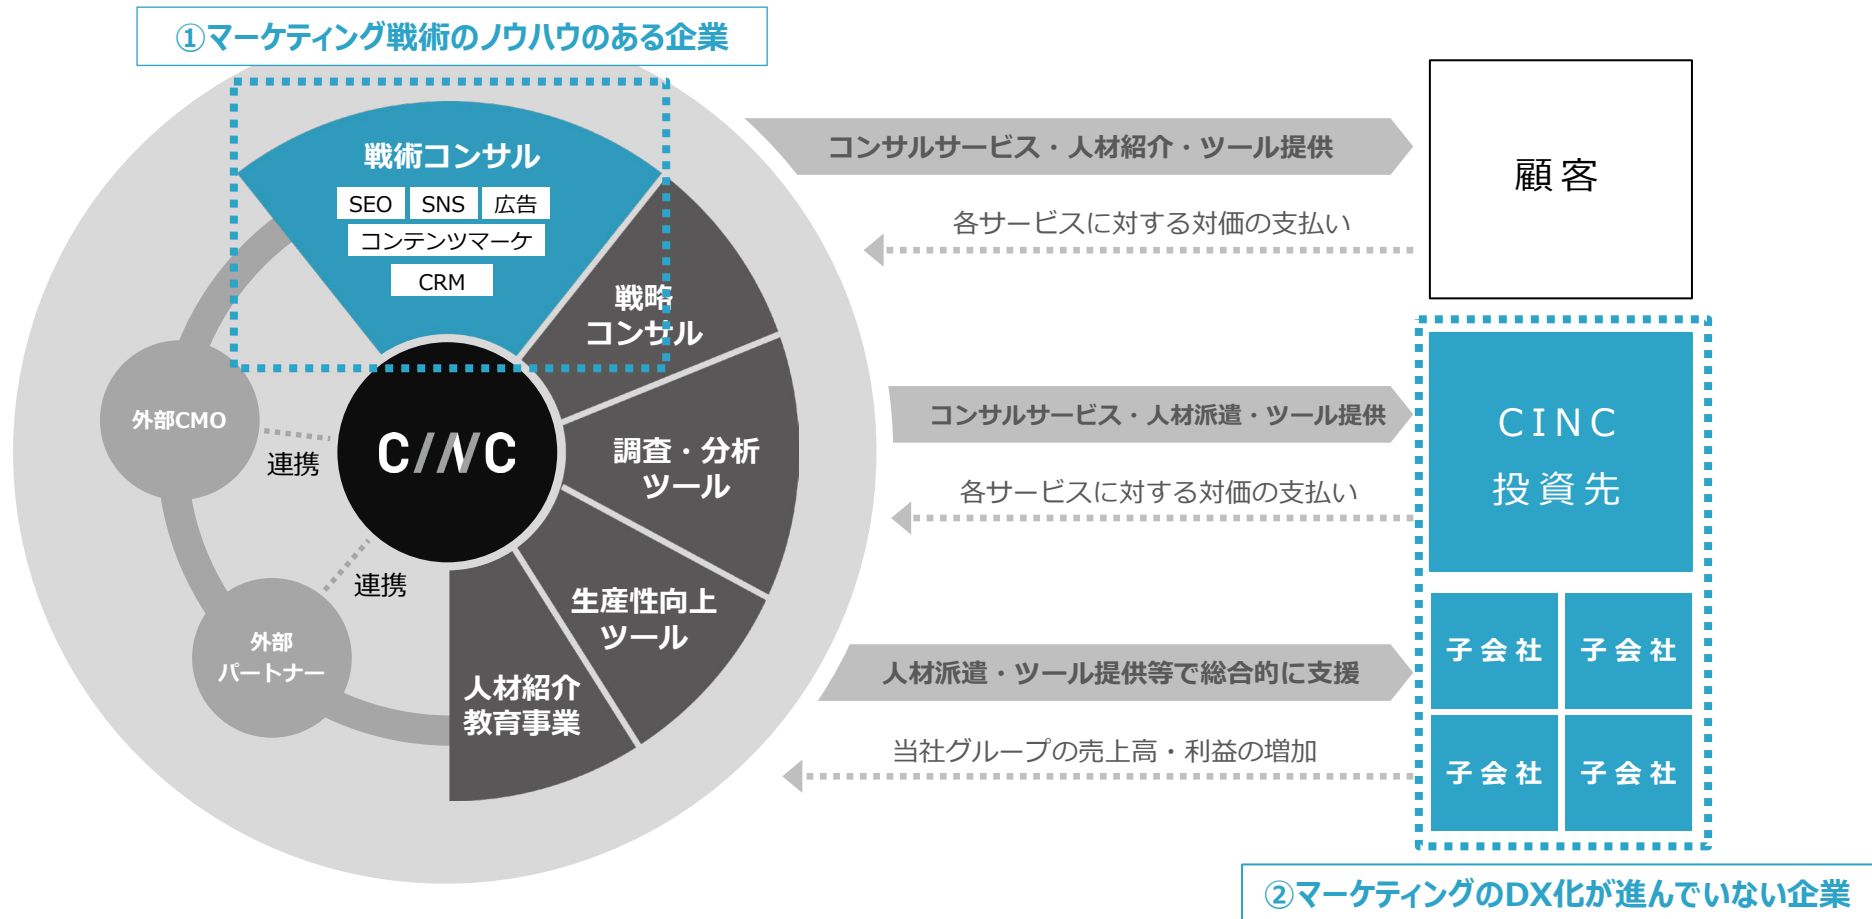 ①マーケティング戦術のノウハウのある企業
戦術コンサル
SEO
SNS
広告
コンテンツマーケ
CRM
戦略
コンサル
調査・分析
ツール
生産性向上
ツール
人材紹介
教育事業
CINC
外部CMO
連携
連携
外部
パートナー
コンサルサービス・人材紹介・ツール提供
各サービスに対する対価の支払い
顧客
コンサルサービス・人材派遣・ツール提供
各サービスに対する対価の支払い
CINC
投資先
人材派遣・ツール提供等で総合的に支援
当社グループの売上高・利益の増加
子会社
子会社
子会社
子会社
②マーケティングのDX化が進んでいない企業